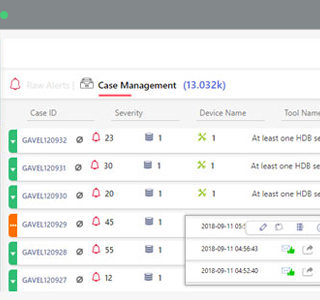 Raw Alerts | Case Management (13.032k)
Case ID Severity Device Name Tool Name
GAVEL120932 23 1 1 At least one HDB se
GAVEL120931 30 1 1 At least one HDB se
GAVEL120930 20 1 1 At least one HDB se
GAVEL120929 45 1 2018-09-11 05:5
GAVEL120928 55 1 2018-09-11 04:56:43
GAVEL120927 12 1 2018-09-11 04:52:40